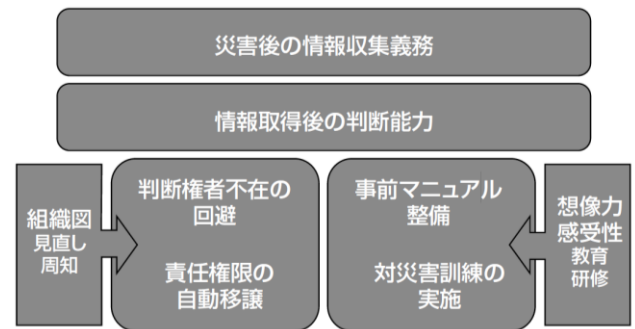 災害後の情報収集義務
情報取得後の判断能力
組織図
見直し
周知
判断権者不在の
回避
責任権限の
自動移譲
事前マニュアル
整備
対災害訓練の
実施
想像力
感受性
教育
研修